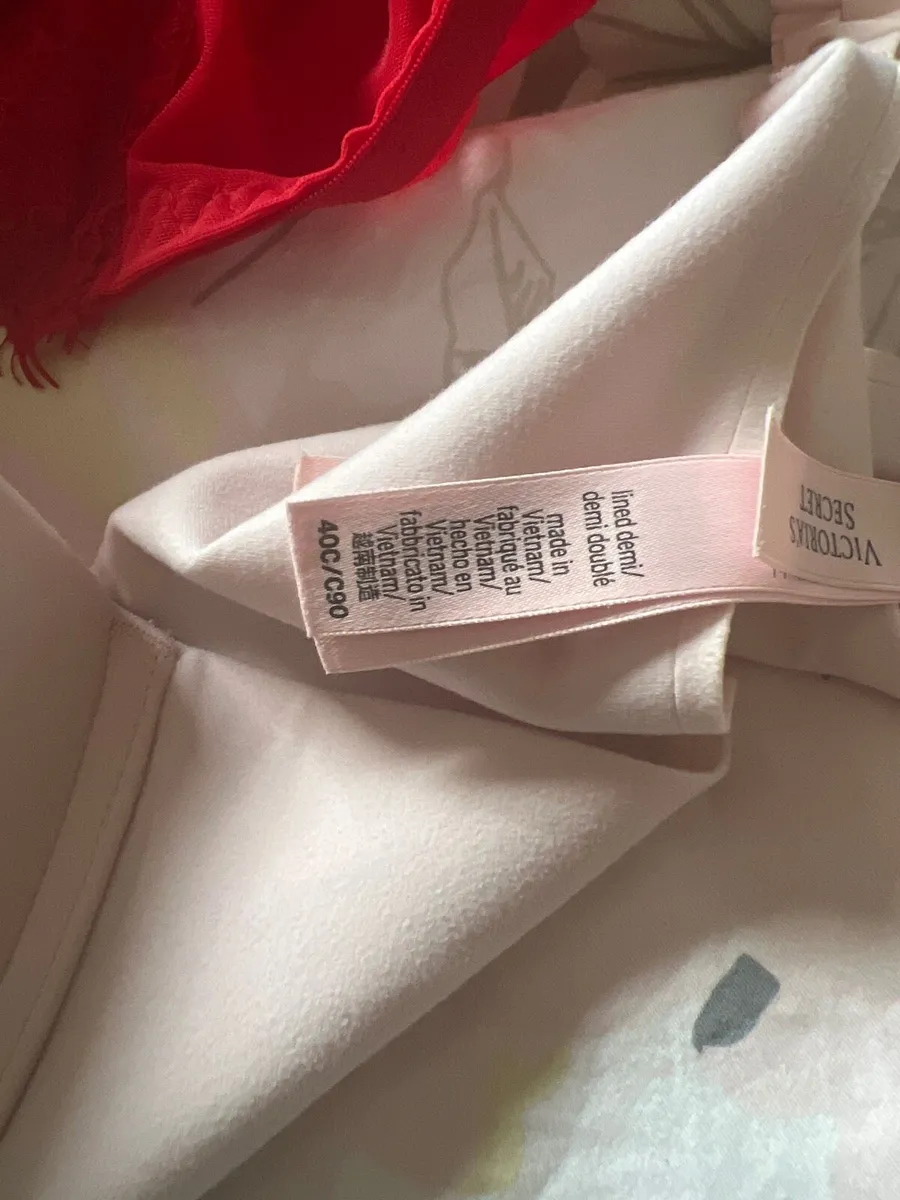 lined demi/
demi doublé
made in
Vietnam/
fabriqué au
Vietnam/
hecho en
Vietnam/
fabricato in
Vietnam/
越南制造
40C/C90
VICTORIA'S
SECRET